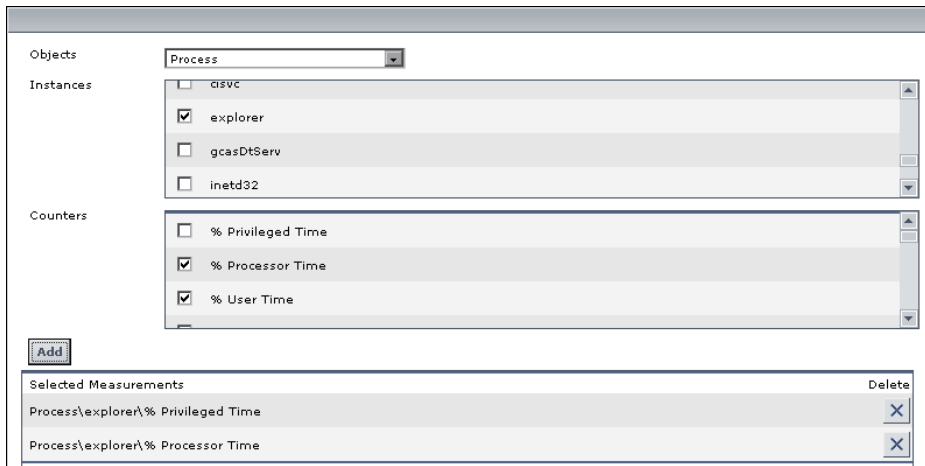 Objects
Process
Instances
cisvc
explorer
gcasDtServ
inetd32
Counters
% Privileged Time
% Processor Time
% User Time
Add
Selected Measurements Delete
Process\explorer\% Privileged Time
Process\explorer\% Processor Time